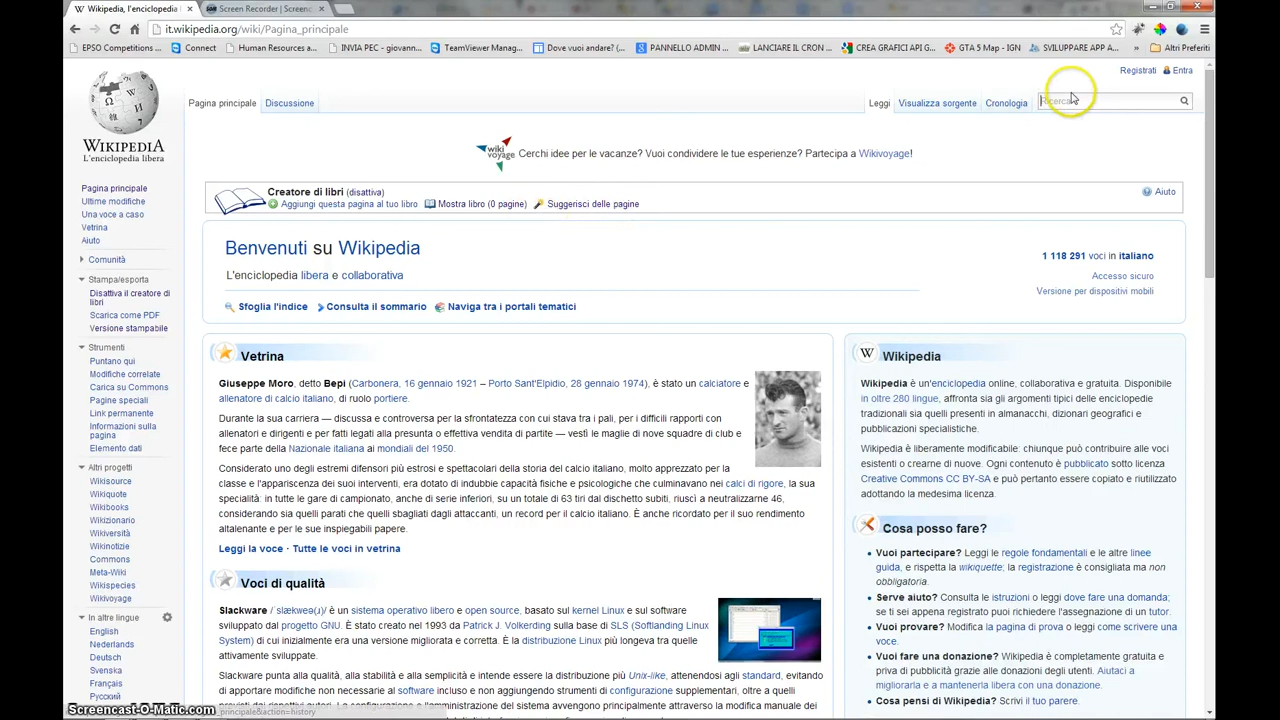 Wikipedia, l'enciclopedia l
Screen Recorder | Screenc
it.wikipedia.org/wiki/Pagina_principale
EPSO Competitions ...
Connect
Human Resources a...
INVIA PEC - giovann...
TeamViewer Manag...
Dove vuoi andare? (...
PANNELLO ADMIN ...
LANCIARE IL CRON ...
CREA GRAFICI API G...
GTA 5 Map - IGN
SVILUPPARE APP A...
»
Altri Preferiti
Registrati Entra
Pagina principale Discussione
Leggi Visualizza sorgente Cronologia
Ricerca
WIKIPEDIA
L'enciclopedia libera
wiki voyage
Cerchi idee per le vacanze? Vuoi condividere le tue esperienze? Partecipa a Wikivoyage!
Creatore di libri (disattiva)
Aggiungi questa pagina al tuo libro Mostra libro (0 pagine) Suggerisci delle pagine
Aiuto
Pagina principale
Ultime modifiche
Una voce a caso
Vetrina
Aiuto
Comunità
Stampa/esporta
Disattiva il creatore di
libri
Scarica come PDF
Versione stampabile
Strumenti
Puntano qui
Modifiche correlate
Carica su Commons
Pagine speciali
Link permanente
Informazioni sulla
pagina
Elemento dati
Altri progetti
Wikisource
Wikiquote
Wikibooks
Wikizionario
Wikiversità
Wikinotizie
Commons
Meta-Wiki
Wikispecies
Wikivoyage
In altre lingue
English
Nederlands
Deutsch
Svenska
Français
Русский
Benvenuti su Wikipedia
L'enciclopedia libera e collaborativa
Sfoglia l'indice Consulta il sommario Naviga tra i portali tematici
1 118 291 voci in italiano
Accesso sicuro
Versione per dispositivi mobili
Vetrina
Giuseppe Moro, detto Bepi (Carbonera, 16 gennaio 1921 – Porto Sant'Elpidio, 28 gennaio 1974), è stato un calciatore e
allenatore di calcio italiano, di ruolo portiere.
Durante la sua carriera — discussa e controversa per la sfrontatezza con cui stava tra i pali, per i difficili rapporti con
allenatori e dirigenti e per fatti legati alla presunta o effettiva vendita di partite — vestì le maglie di nove squadre di club e
fece parte della Nazionale italiana ai mondiali del 1950.
Considerato uno degli estremi difensori più estrosi e spettacolari della storia del calcio italiano, molto apprezzato per la
classe e l'appariscenza dei suoi interventi, era dotato di indubbie capacità fisiche e psicologiche che culminavano nei calci di rigore, la sua
specialità: in tutte le gare di campionato, anche di serie inferiori, su un totale di 63 tiri dal dischetto subiti, riuscì a neutralizzarne 46,
considerando sia quelli parati che quelli sbagliati dagli attaccanti, un record per il calcio italiano. È anche ricordato per il suo rendimento
altalenante e per le sue inspiegabili papere.
Leggi la voce · Tutte le voci in vetrina
Voci di qualità
Slackware /ˈslækweə(ɹ)/ è un sistema operativo libero e open source, basato sul kernel Linux e sul software
sviluppato dal progetto GNU. È stato creato nel 1993 da Patrick J. Volkerding sulla base di SLS (Softlanding Linux
System) di cui inizialmente era una versione migliorata e corretta. È la distribuzione Linux più longeva tra quelle
attivamente sviluppate.
Slackware punta alla qualità, alla stabilità e alla semplicità e intende essere la distribuzione più Unix-like, attenendosi agli standard, evitando
di apportare modifiche non necessarie al software incluso e non aggiungendo strumenti di configurazione supplementari, oltre a quelli
Wikipedia
Wikipedia è un'enciclopedia online, collaborativa e gratuita. Disponibile
in oltre 280 lingue, affronta sia gli argomenti tipici delle enciclopedie
tradizionali sia quelli presenti in almanacchi, dizionari geografici e
pubblicazioni specialistiche.
Wikipedia è liberamente modificabile: chiunque può contribuire alle voci
esistenti o crearne di nuove. Ogni contenuto è pubblicato sotto licenza
Creative Commons CC BY-SA e può pertanto essere copiato e riutilizzato
adottando la medesima licenza.
Cosa posso fare?
Vuoi partecipare? Leggi le regole fondamentali e le altre linee
guida, e rispetta la wikiquette; la registrazione è consigliata ma non
obbligatoria.
Serve aiuto? Consulta le istruzioni o leggi dove fare una domanda;
se ti sei appena registrato puoi richiedere l'assegnazione di un tutor.
Vuoi provare? Modifica la pagina di prova o leggi come scrivere una
voce.
Vuoi fare una donazione? Wikipedia è completamente gratuita e
priva di pubblicità grazie alle donazioni degli utenti. Aiutaci a
migliorarla e a mantenerla libera con una donazione.
Cosa pensi di Wikipedia? Scrivi il tuo parere.
Screencast-O-Matic.com